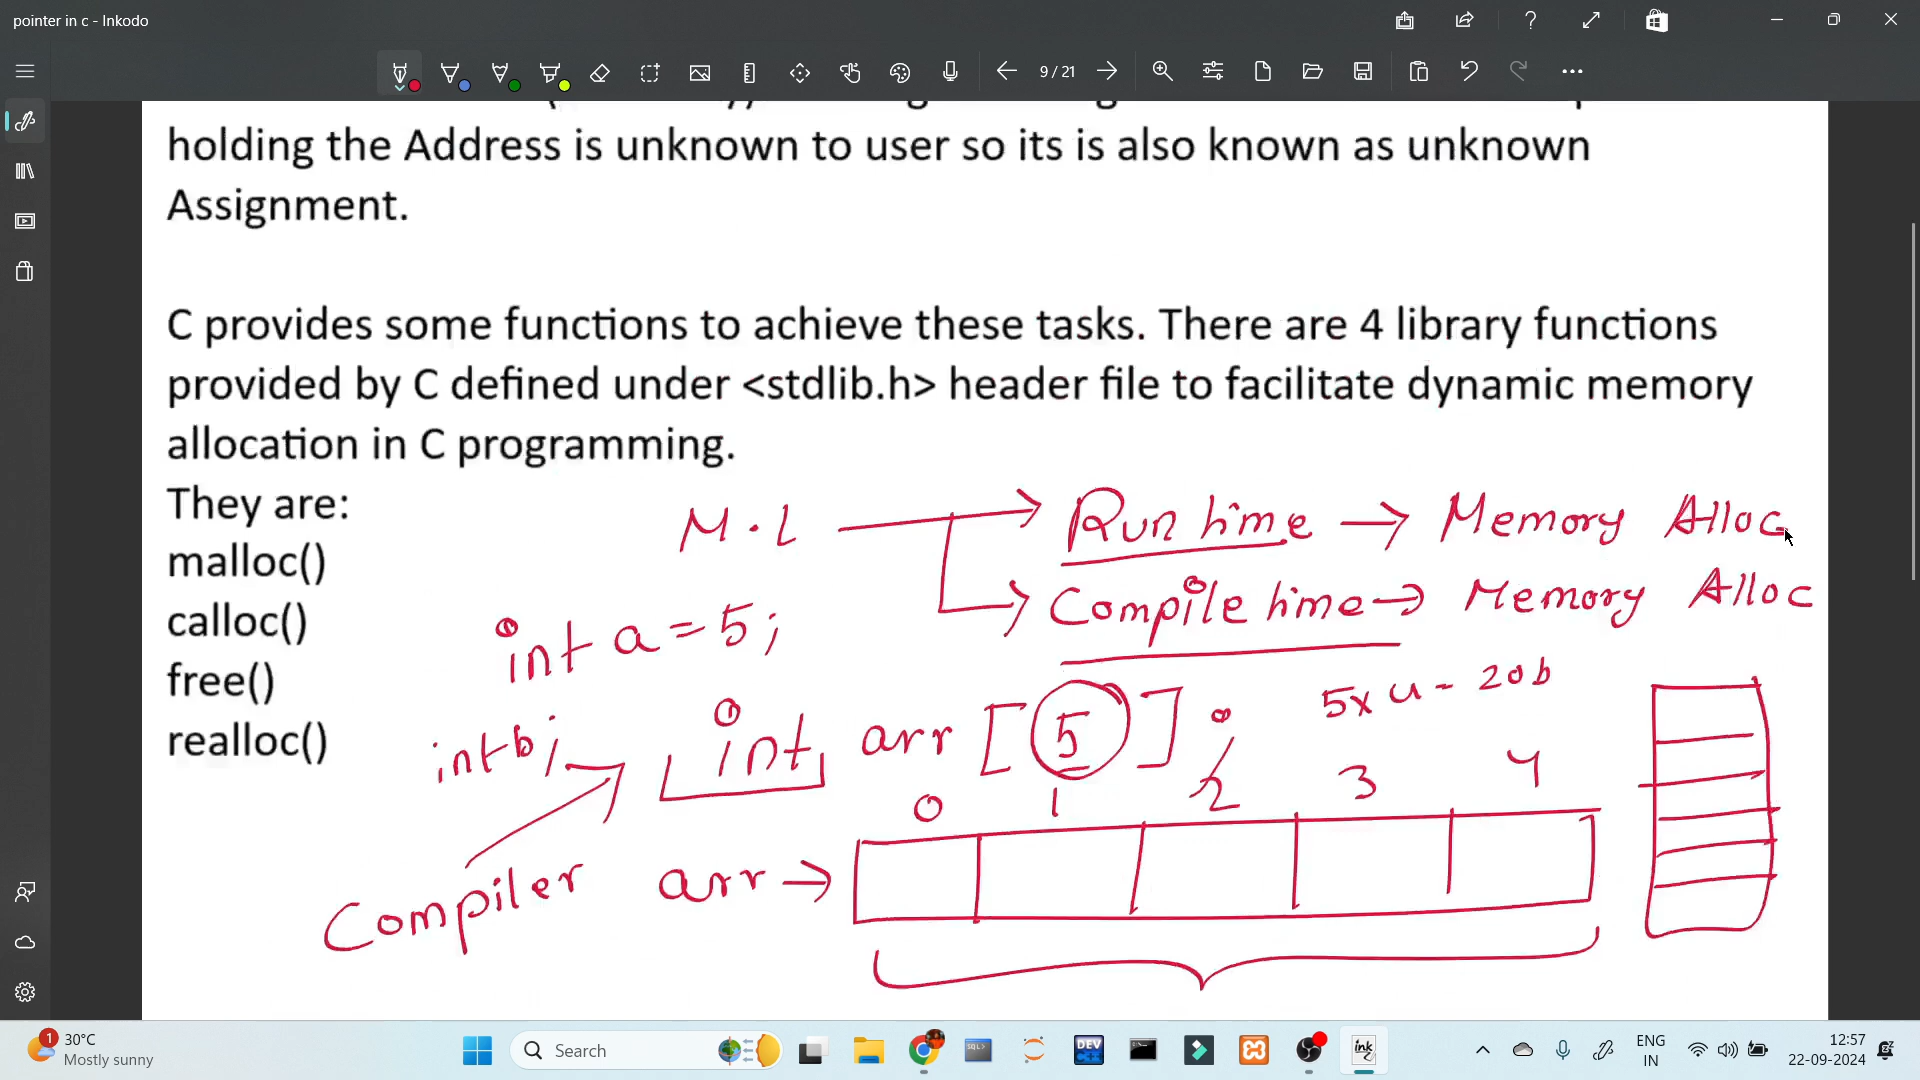 pointer in c - Inkodo
9 / 21
holding the Address is unknown to user so its is also known as unknown
Assignment.
C provides some functions to achieve these tasks. There are 4 library functions
provided by C defined under <stdlib.h> header file to facilitate dynamic memory
allocation in C programming.
They are:
malloc()
calloc()
free()
realloc()
M.L → Run time → Memory Alloc
Compile time → Memory Alloc
int a = 5;
int b;
int arr [5];
5x4 - 20b
0 1 2 3 4
Compiler arr →
1
30°C
Mostly sunny
Search
ENG
IN
12:57
22-09-2024